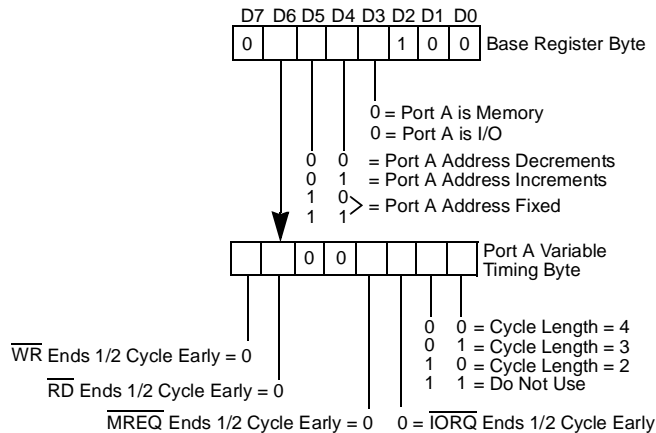 D7 D6 D5 D4 D3 D2 D1 D0
0 1 0 0 Base Register Byte
0 = Port A is Memory
0 = Port A is I/O
0 0 = Port A Address Decrements
0 1 = Port A Address Increments
1 0
1 1 > = Port A Address Fixed
0 0 Port A Variable
Timing Byte
0 0 = Cycle Length = 4
0 1 = Cycle Length = 3
1 0 = Cycle Length = 2
1 1 = Do Not Use
WR Ends 1/2 Cycle Early = 0
RD Ends 1/2 Cycle Early = 0
MREQ Ends 1/2 Cycle Early = 0 0 = IORQ Ends 1/2 Cycle Early